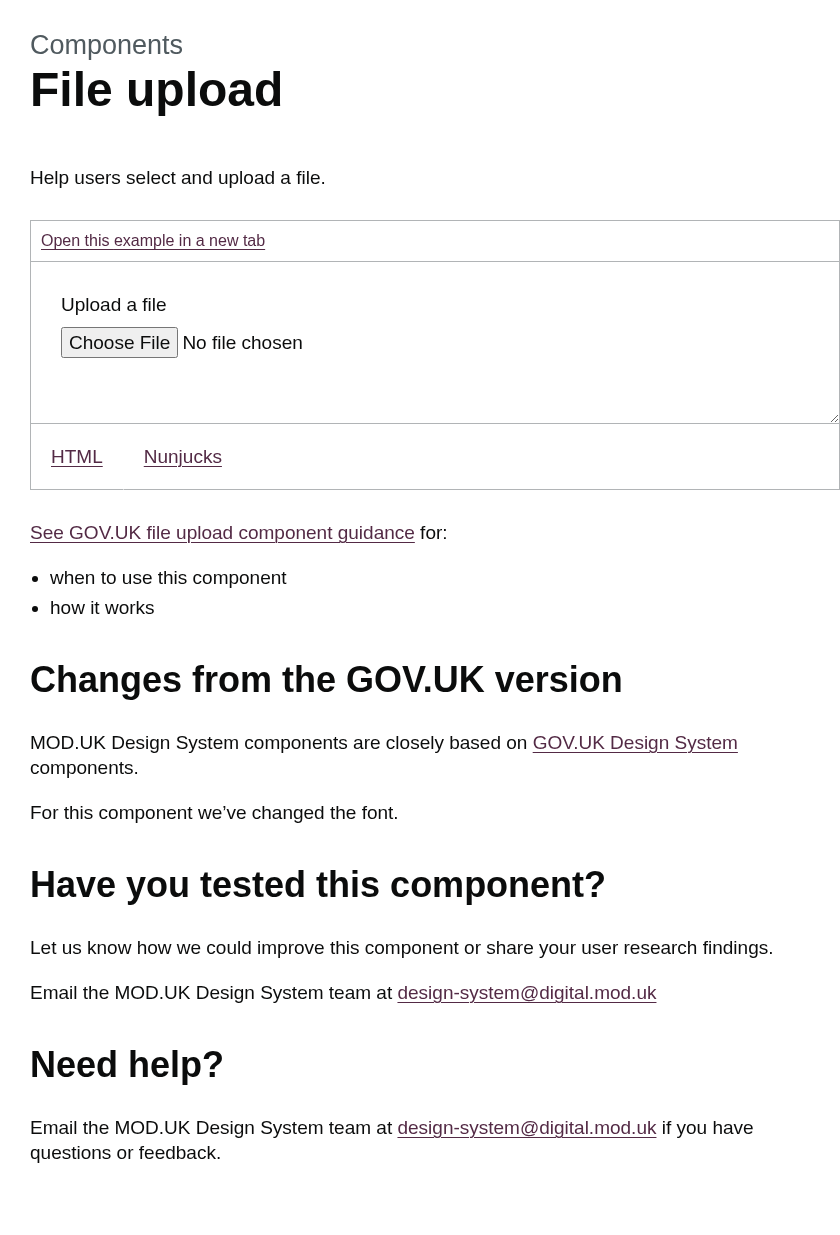 Components
File upload
Help users select and upload a file.
Open this example in a new tab
Upload a file
Choose File No file chosen
HTML Nunjucks
See GOV.UK file upload component guidance for:
• when to use this component
• how it works
Changes from the GOV.UK version
MOD.UK Design System components are closely based on GOV.UK Design System
components.
For this component we’ve changed the font.
Have you tested this component?
Let us know how we could improve this component or share your user research findings.
Email the MOD.UK Design System team at design-system@digital.mod.uk
Need help?
Email the MOD.UK Design System team at design-system@digital.mod.uk if you have
questions or feedback.